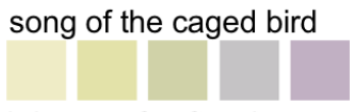 song of the caged bird